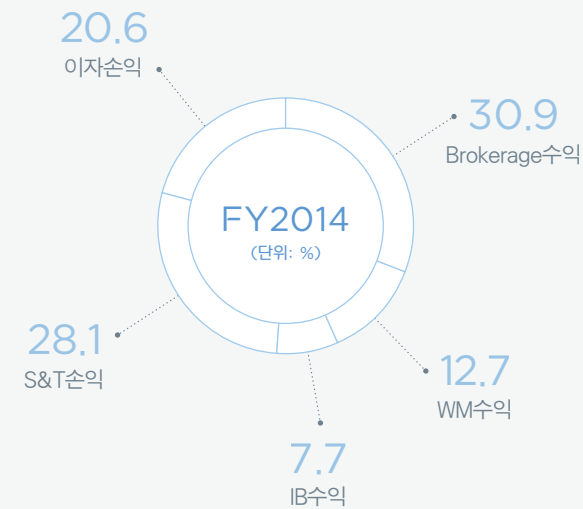 20.6
이자손익
30.9
Brokerage수익
FY2014
(단위: %)
28.1
S&T손익
12.7
WM수익
7.7
IB수익